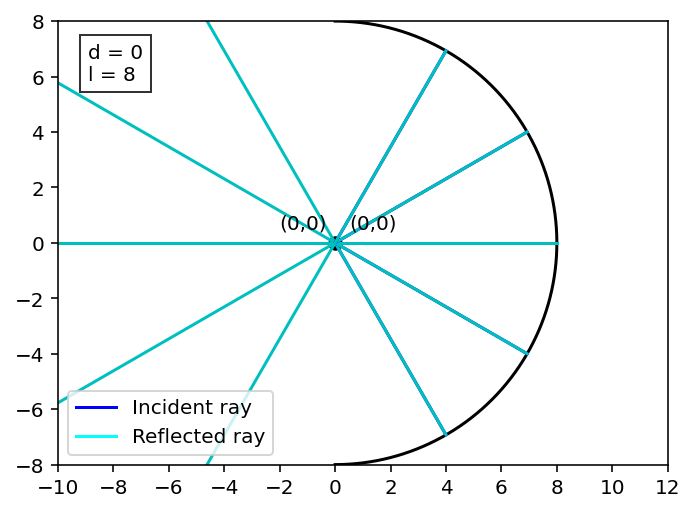 d = 0
l = 8
(0,0) (0,0)
Incident ray
Reflected ray
8
6
4
2
0
−2
−4
−6
−8
−10 −8 −6 −4 −2 0 2 4 6 8 10 12